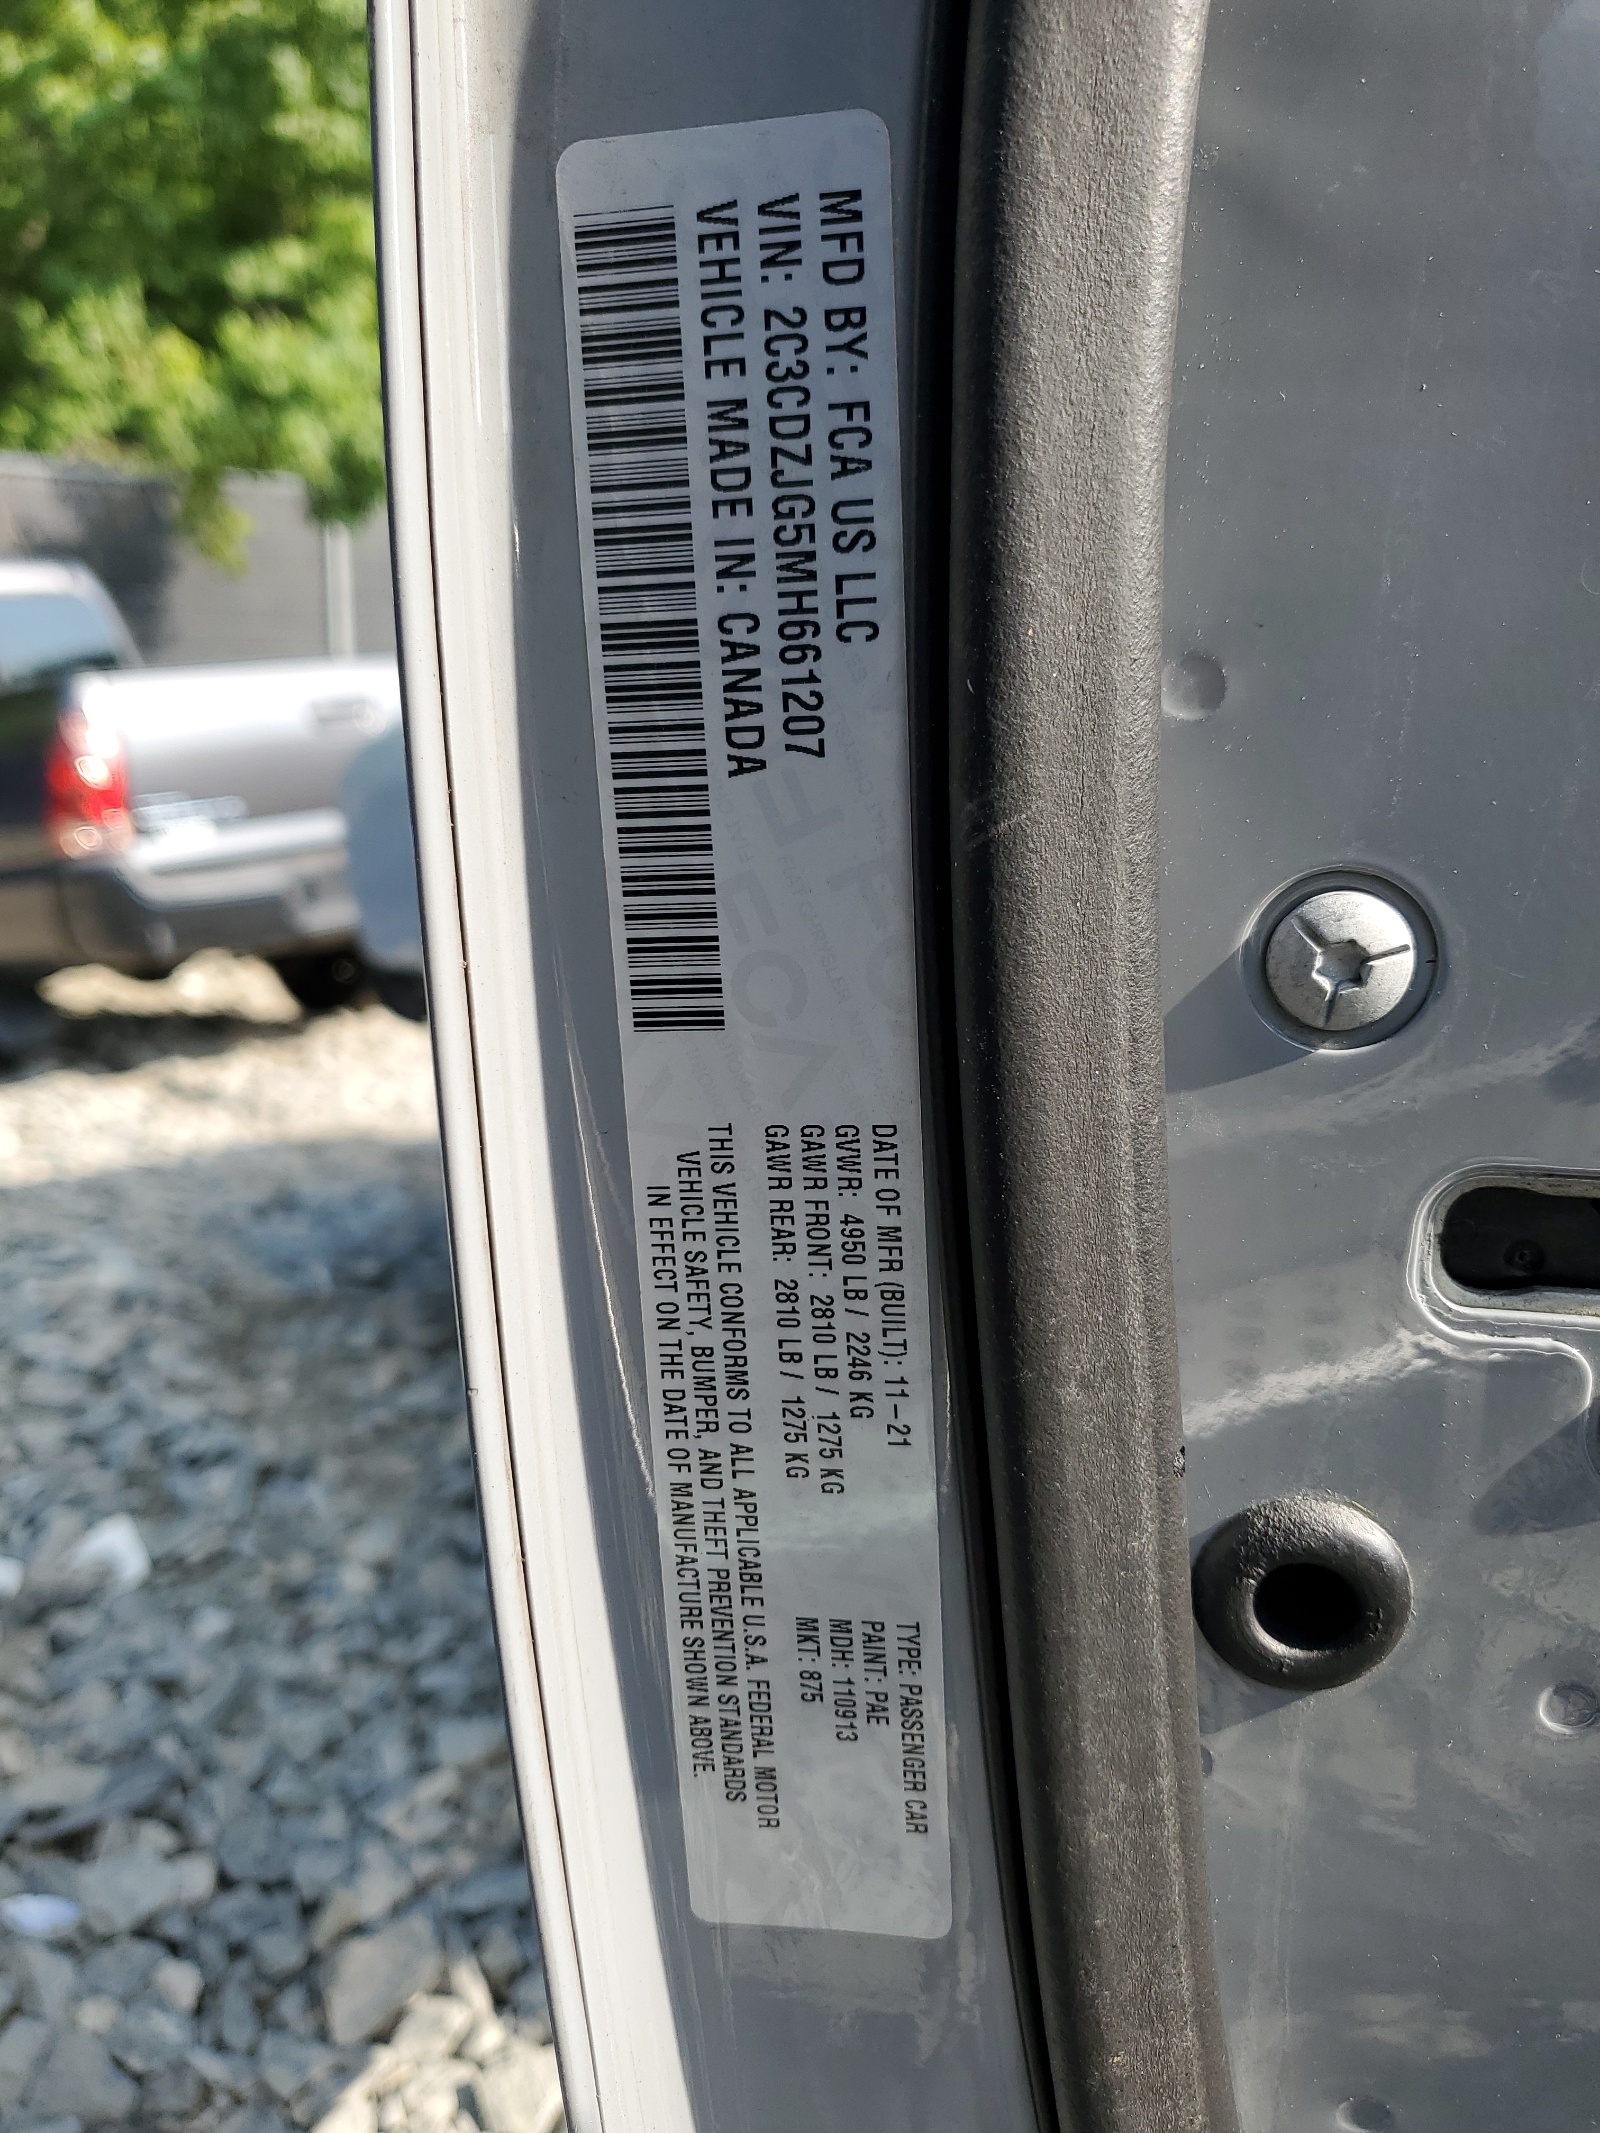 MFD BY: FCA US LLC
VIN: 2C3CDZJG5MH661207
VEHICLE MADE IN: CANADA
DATE OF MFR (BUILT): 11-21
GVWR: 4950 LB / 2246 KG
GAWR FRONT: 2810 LB / 1275 KG
GAWR REAR: 2810 LB / 1275 KG
THIS VEHICLE CONFORMS TO ALL APPLICABLE U.S.A. FEDERAL MOTOR
VEHICLE SAFETY, BUMPER, AND THEFT PREVENTION STANDARDS
IN EFFECT ON THE DATE OF MANUFACTURE SHOWN ABOVE.
TYPE: PASSENGER CAR
PAINT: PAE
MDH: 110913
MKT: 875
FCA